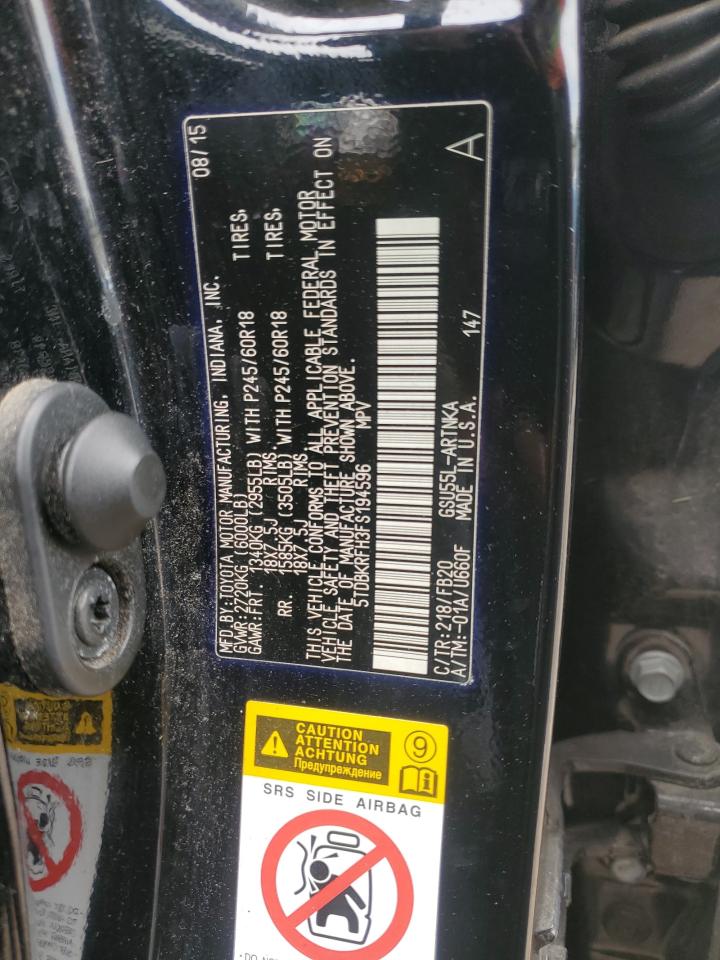 MFD.BY:TOYOTA MOTOR MANUFACTURING, INDIANA, INC. 08/15
GVWR:2720KG (6000LB)
GAWR:FRT. 1340KG (2955LB) WITH P245/60R18 TIRES,
18X7.5J RIMS,
RR. 1585KG (3505LB) WITH P245/60R18 TIRES,
18X7.5J RIMS
THIS VEHICLE CONFORMS TO ALL APPLICABLE FEDERAL MOTOR
VEHICLE SAFETY AND THEFT PREVENTION STANDARDS IN EFFECT ON
THE DATE OF MANUFACTURE SHOWN ABOVE.
5TDBKRFH3FS194596 MPV
A
C/TR:218/FB20 GSU55L-ARTNKA 147
A/TM:-01A/U660F MADE IN U.S.A.
CAUTION
ATTENTION
ACHTUNG
Предупреждение
9
SRS SIDE AIRBAG